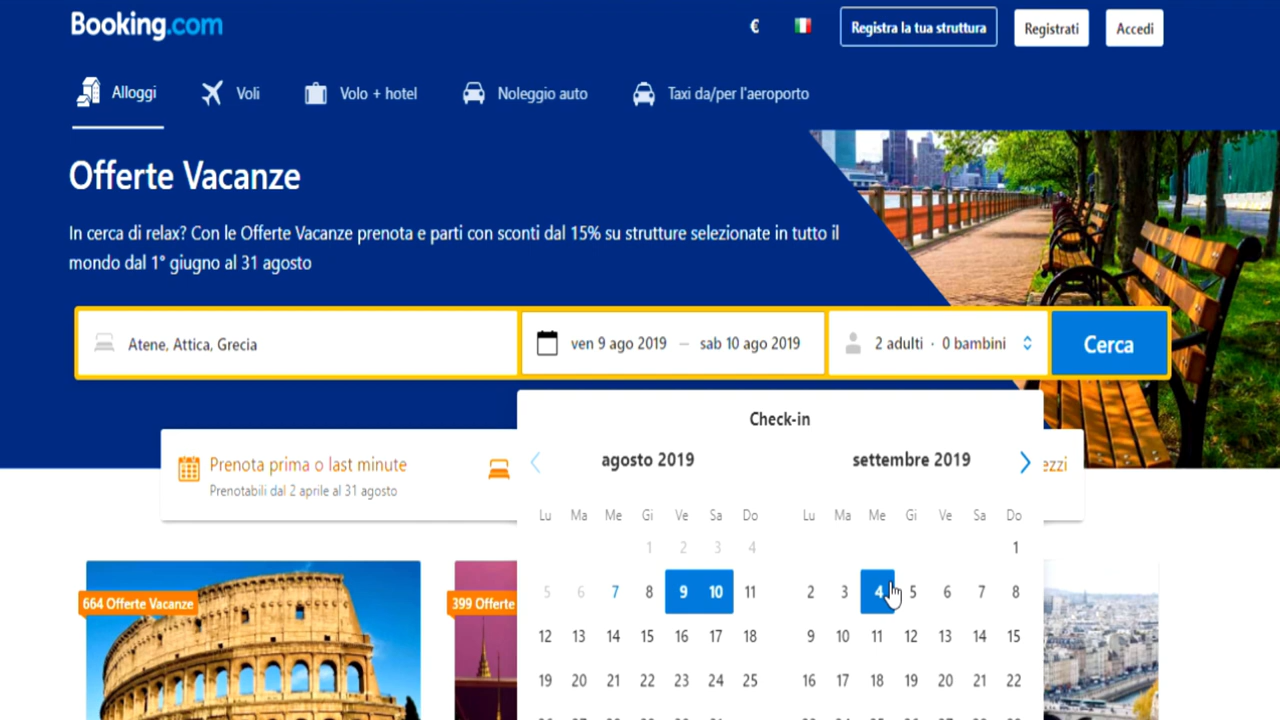 Booking.com
€
Registra la tua struttura
Registrati
Accedi
Alloggi
Voli
Volo + hotel
Noleggio auto
Taxi da/per l'aeroporto
Offerte Vacanze
In cerca di relax? Con le Offerte Vacanze prenota e parti con sconti dal 15% su strutture selezionate in tutto il
mondo dal 1° giugno al 31 agosto
Atene, Attica, Grecia
ven 9 ago 2019 — sab 10 ago 2019
2 adulti · 0 bambini
Cerca
Check-in
Prenota prima o last minute
Prenotabili dal 2 aprile al 31 agosto
ezzi
agosto 2019
Lu Ma Me Gi Ve Sa Do
1 2 3 4
5 6 7 8 9 10 11
12 13 14 15 16 17 18
19 20 21 22 23 24 25
settembre 2019
Lu Ma Me Gi Ve Sa Do
1
2 3 4 5 6 7 8
9 10 11 12 13 14 15
16 17 18 19 20 21 22
664 Offerte Vacanze
399 Offerte